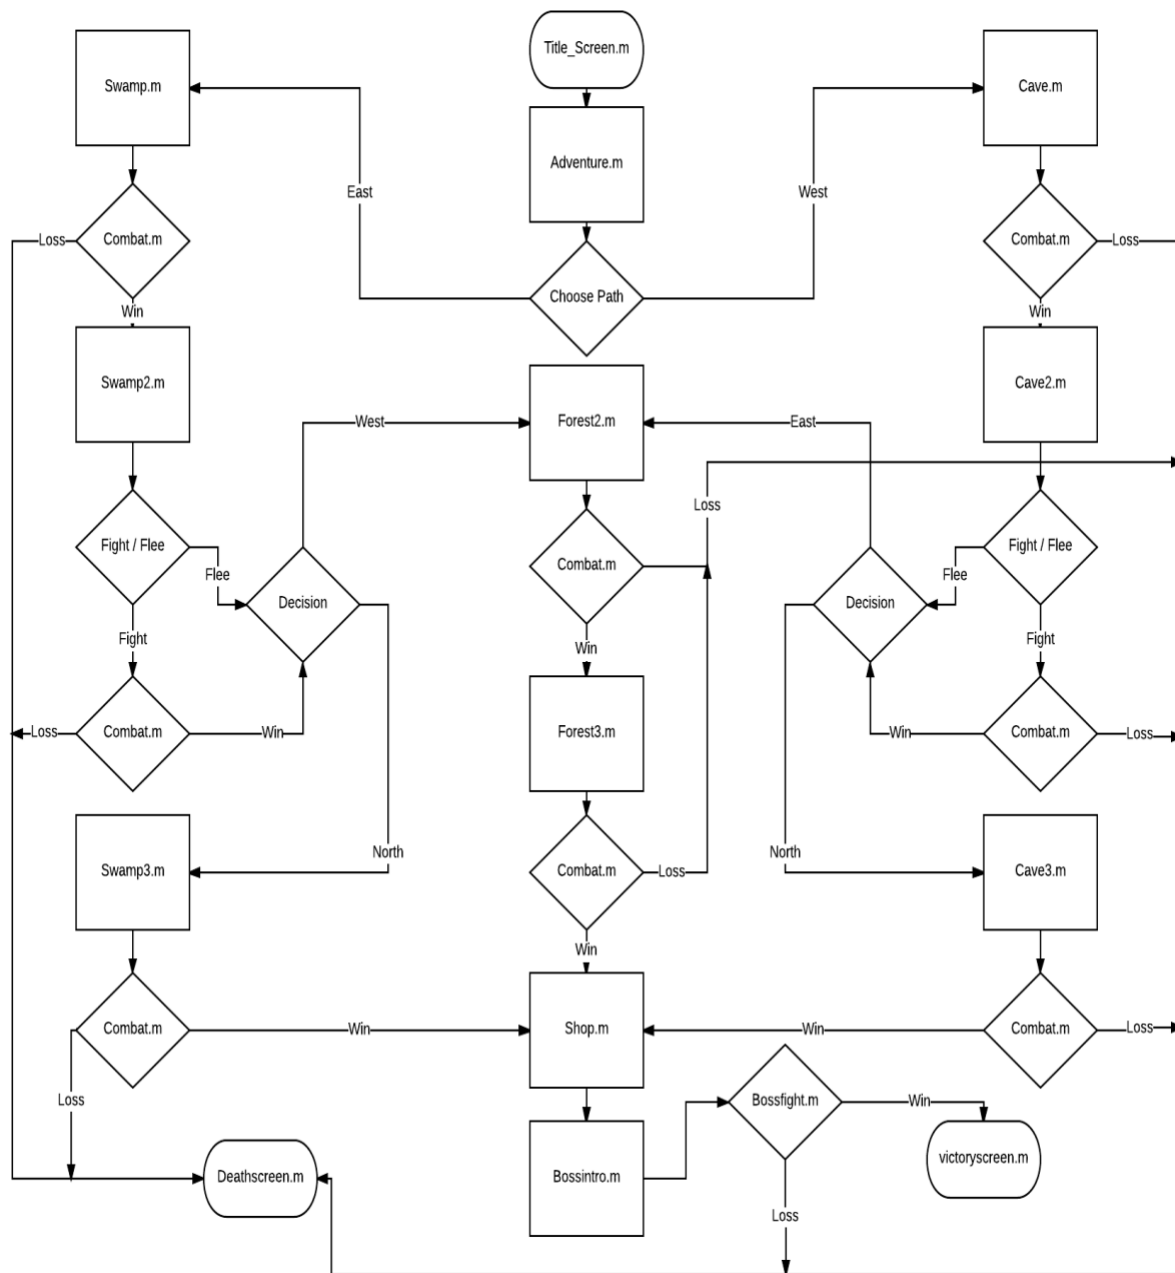 Title_Screen.m
Swamp.m
Cave.m
Adventure.m
East
West
Combat.m
Loss
Choose Path
Combat.m
Loss
Win
Win
Swamp2.m
Forest2.m
Cave2.m
West
East
Loss
Fight / Flee
Flee
Decision
Combat.m
Decision
Flee
Fight / Flee
Fight
Win
Fight
Loss
Combat.m
Win
Forest3.m
Win
Combat.m
Loss
Swamp3.m
North
Combat.m
Loss
North
Cave3.m
Win
Combat.m
Win
Shop.m
Win
Combat.m
Loss
Loss
Bossfight.m
Win
Deathscreen.m
Bossintro.m
victoryscreen.m
Loss